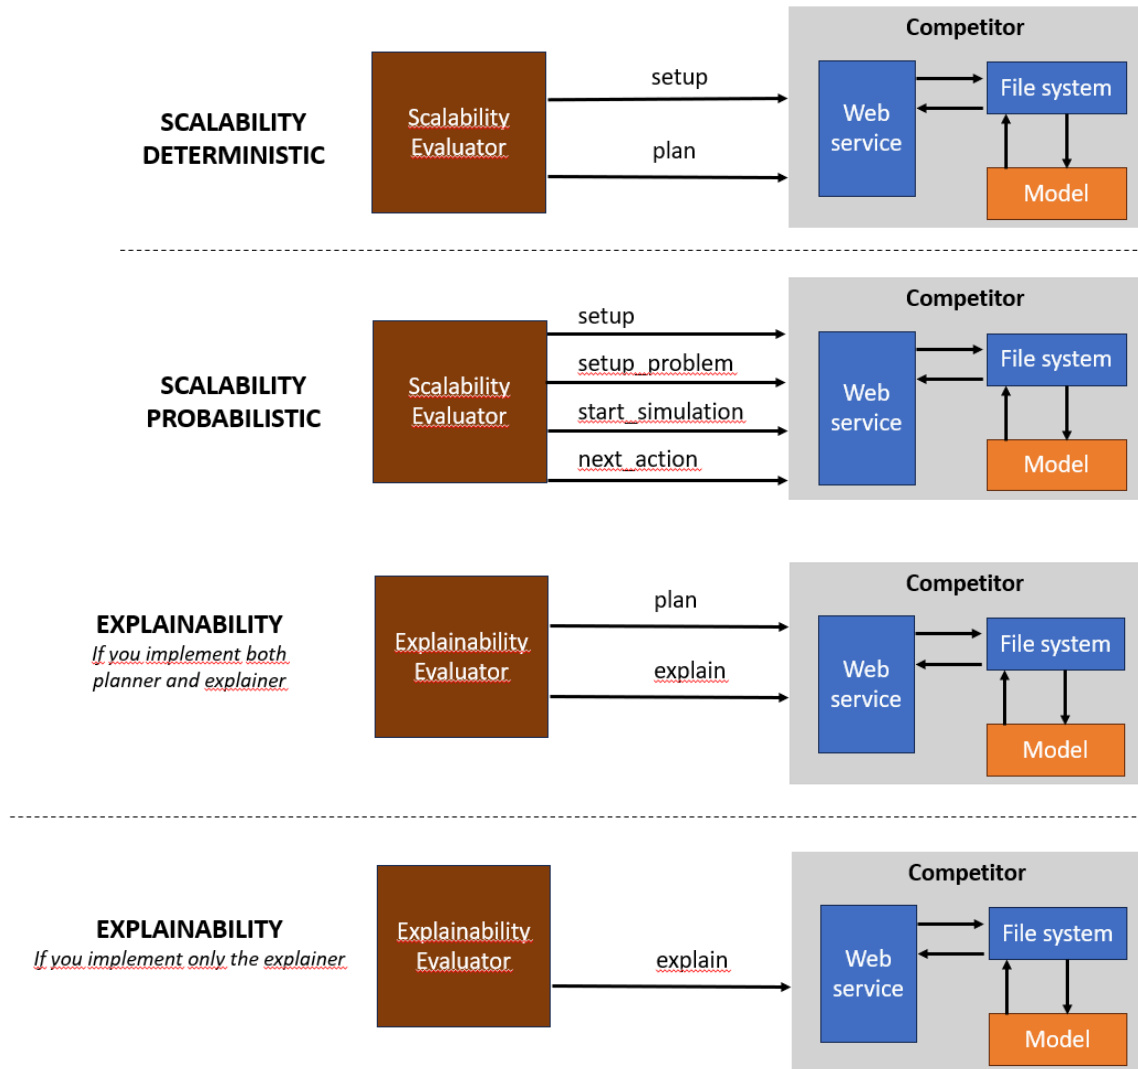 Competitor
setup
Web
service
File system
SCALABILITY
DETERMINISTIC
Scalability
Evaluator
plan
Model
Competitor
setup
setup_problem
start_simulation
next_action
SCALABILITY
PROBABILISTIC
Scalability
Evaluator
Web
service
File system
Model
Competitor
EXPLAINABILITY
If you implement both
planner and explainer
Explainability
Evaluator
plan
explain
Web
service
File system
Model
Competitor
EXPLAINABILITY
If you implement only the explainer
Explainability
Evaluator
explain
Web
service
File system
Model